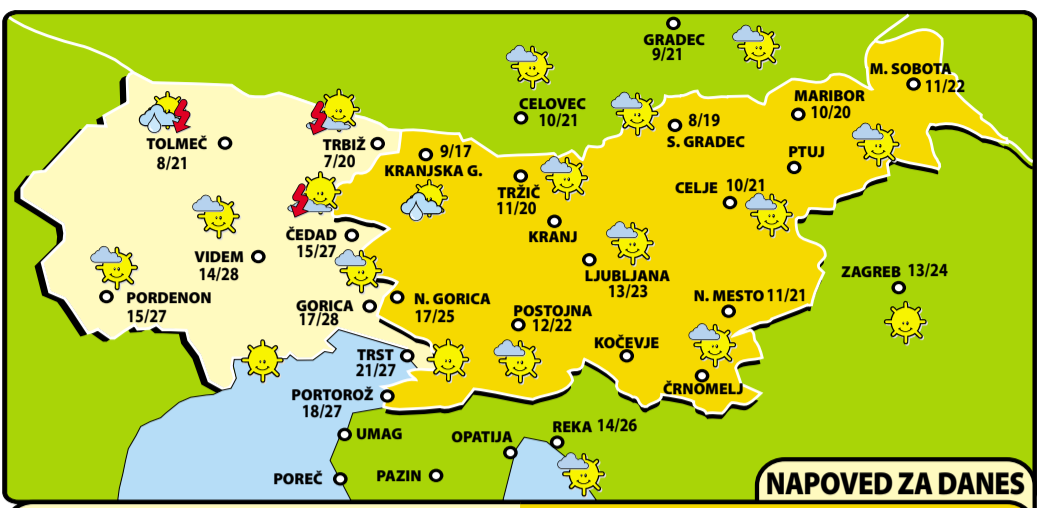 GRADEC
9/21
M. SOBOTA
11/22
CELOVEC
10/21
MARIBOR
10/20
TOLMEČ
8/21
TRBIŽ
7/20
8/19
S. GRADEC
9/17
KRANJSKA G.
PTUJ
TRŽIČ
11/20
CELJE 10/21
KRANJ
ČEDAD
15/27
VIDEM
14/28
LJUBLJANA
13/23
ZAGREB 13/24
PORDENON
15/27
GORICA
17/28
N. GORICA
17/25
N. MESTO 11/21
POSTOJNA
12/22
KOČEVJE
TRST
21/27
ČRNOMELJ
PORTOROŽ
18/27
UMAG
OPATIJA
REKA 14/26
POREČ
PAZIN
NAPOVED ZA DANES